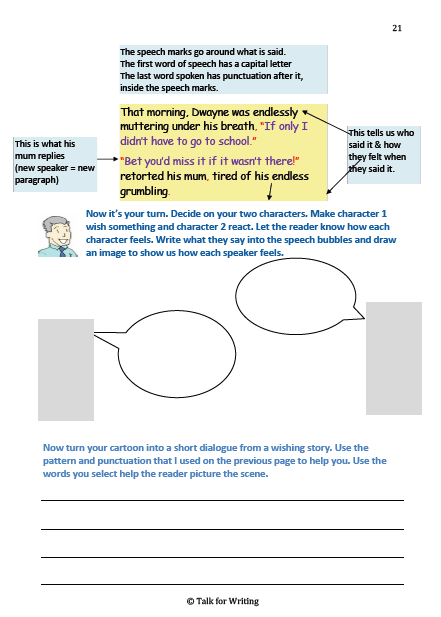 21
The speech marks go around what is said.
The first word of speech has a capital letter
The last word spoken has punctuation after it,
inside the speech marks.
That morning, Dwayne was endlessly
muttering under his breath, “If only I
didn't have to go to school.”
“Bet you’d miss it if it wasn't there!”
retorted his mum, tired of his endless
grumbling.
This is what his
mum replies
(new speaker = new
paragraph)
This tells us who
said it & how
they felt when
they said it.
Now it’s your turn. Decide on your two characters. Make character 1
wish something and character 2 react. Let the reader know how each
character feels. Write what they say into the speech bubbles and draw
an image to show us how each speaker feels.
Now turn your cartoon into a short dialogue from a wishing story. Use the
pattern and punctuation that I used on the previous page to help you. Use the
words you select help the reader picture the scene.
© Talk for Writing